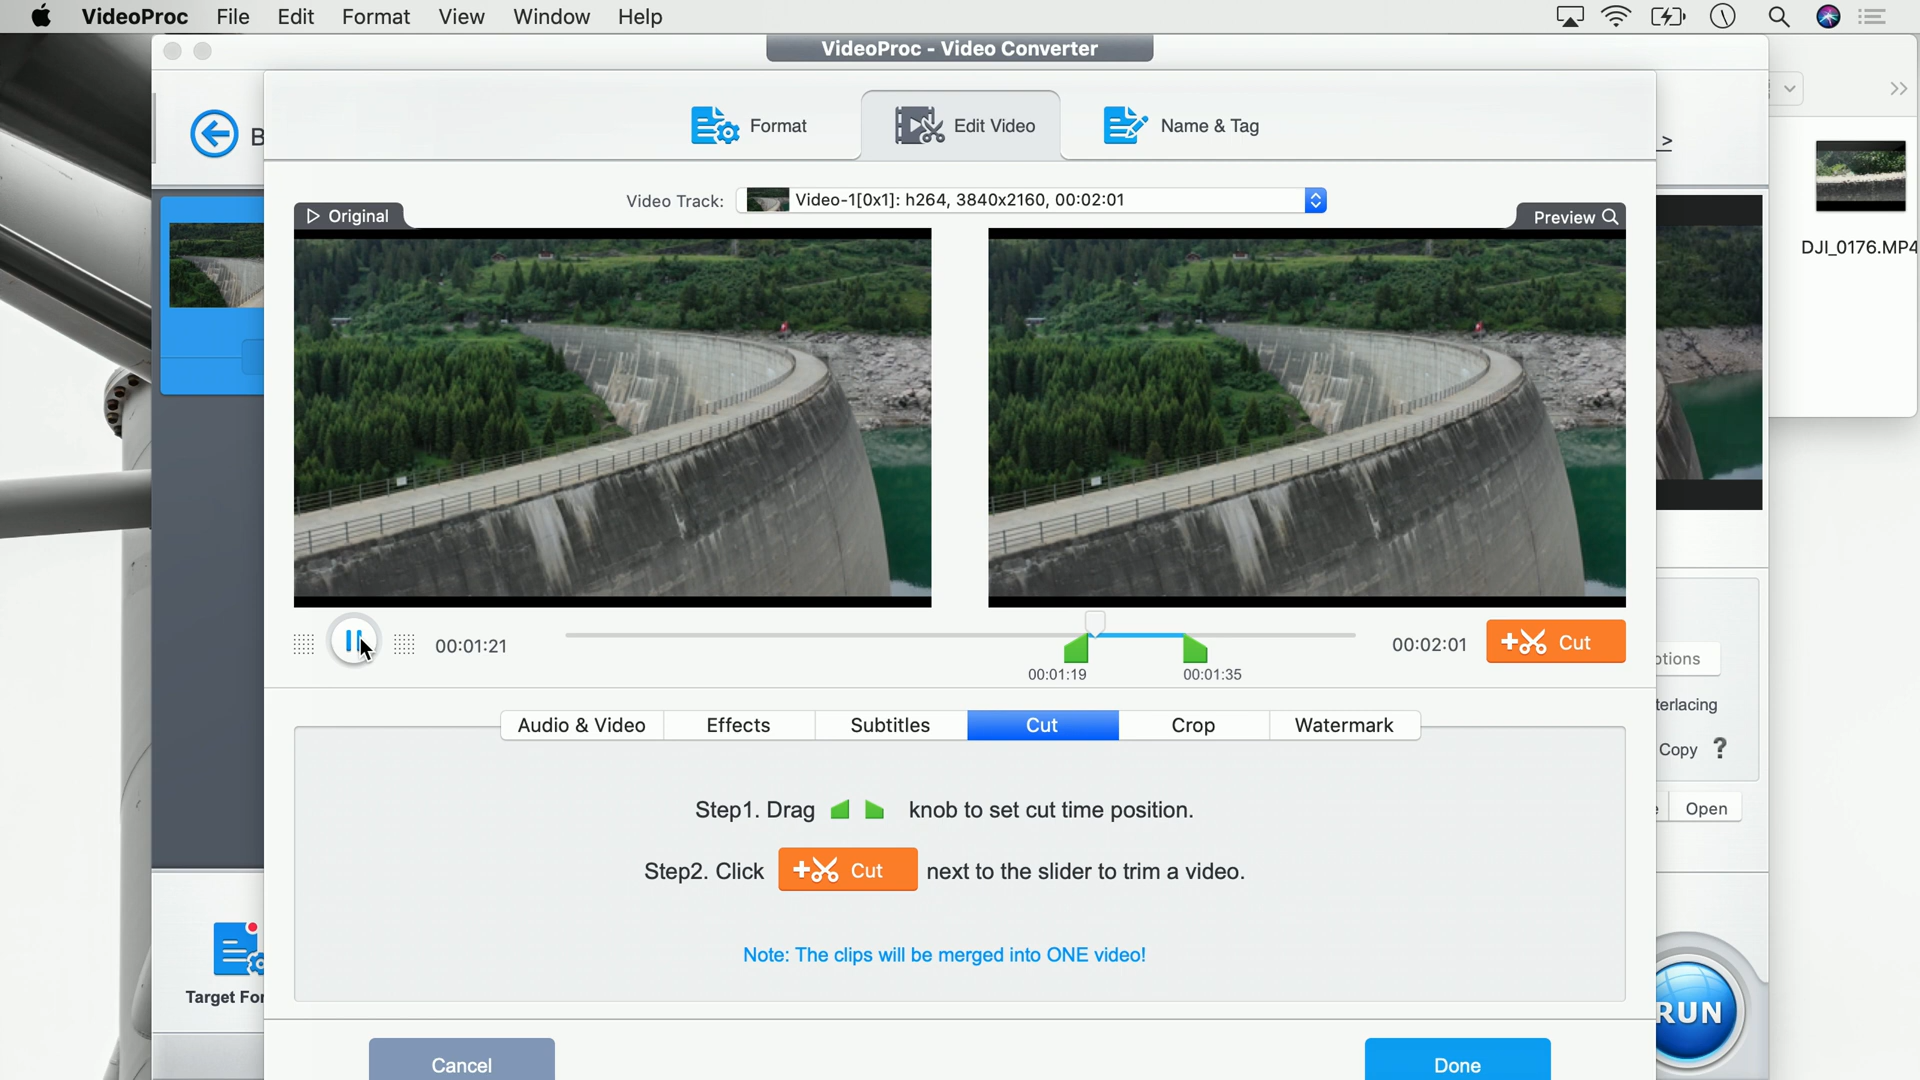 VideoProc File Edit Format View Window Help
VideoProc - Video Converter
Format
Edit Video
Name & Tag
Video Track: Video-1[0x1]: h264, 3840x2160, 00:02:01
Original
Preview
DJI_0176.MP4
00:01:21
00:01:19
00:01:35
00:02:01
Cut
Audio & Video
Effects
Subtitles
Cut
Crop
Watermark
Step1. Drag knob to set cut time position.
Step2. Click Cut next to the slider to trim a video.
Note: The clips will be merged into ONE video!
ptions
terlacing
Copy ?
Open
Target For
RUN
Cancel
Done